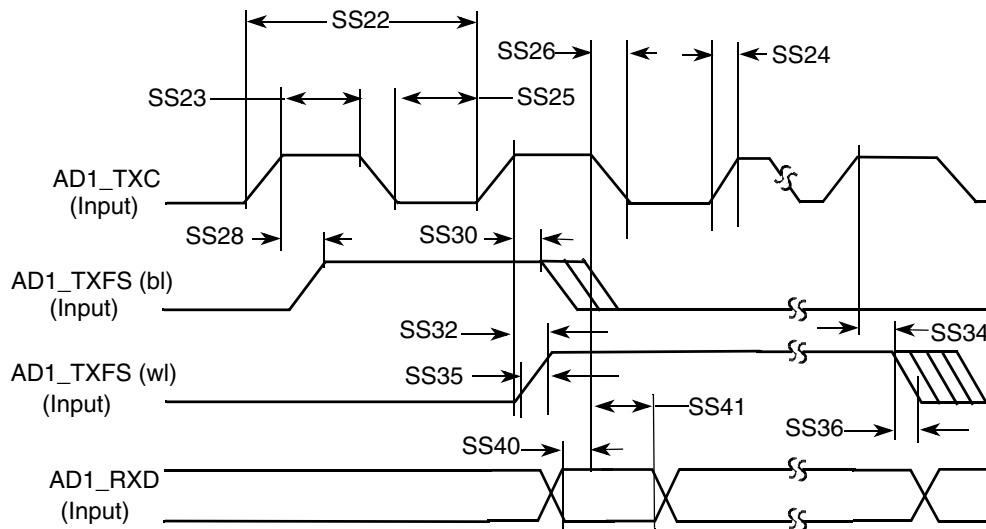 SS22
SS26
SS24
SS23
SS25
AD1_TXC
(Input)
SS28
SS30
AD1_TXFS (bl)
(Input)
SS32
SS34
AD1_TXFS (wl)
(Input)
SS35
SS41
SS36
SS40
AD1_RXD
(Input)